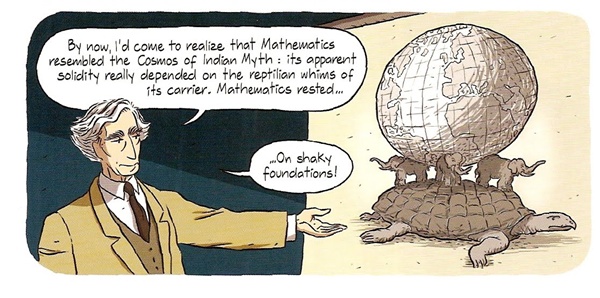 By now, I'd come to realize that Mathematics
resembled the Cosmos of Indian Myth : its apparent
solidity really depended on the reptilian whims of
its carrier. Mathematics rested...
...On shaky
foundations!